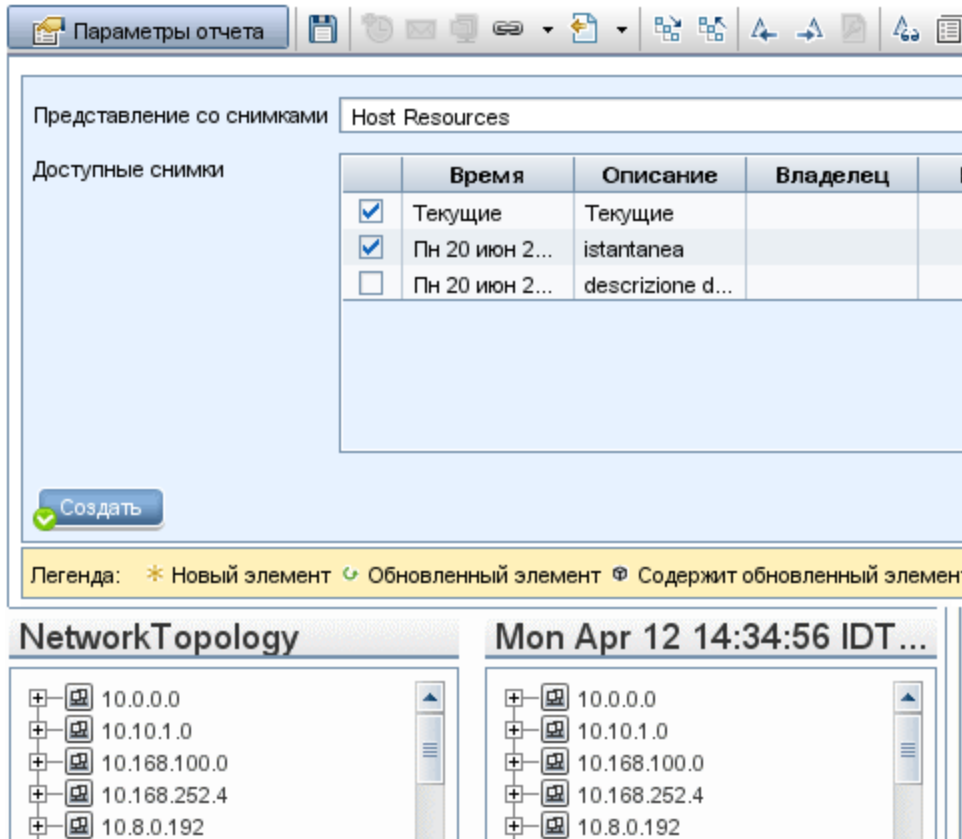 Параметры отчета
Представление со снимками Host Resources
Доступные снимки
Время Описание Владелец
Текущие Текущие
Пн 20 июн 2... istantanea
Пн 20 июн 2... descrizione d...
Создать
Легенда: Новый элемент Обновленный элемент Содержит обновленный элемент
NetworkTopology Mon Apr 12 14:34:56 IDT...
10.0.0.0 10.0.0.0
10.10.1.0 10.10.1.0
10.168.100.0 10.168.100.0
10.168.252.4 10.168.252.4
10.8.0.192 10.8.0.192